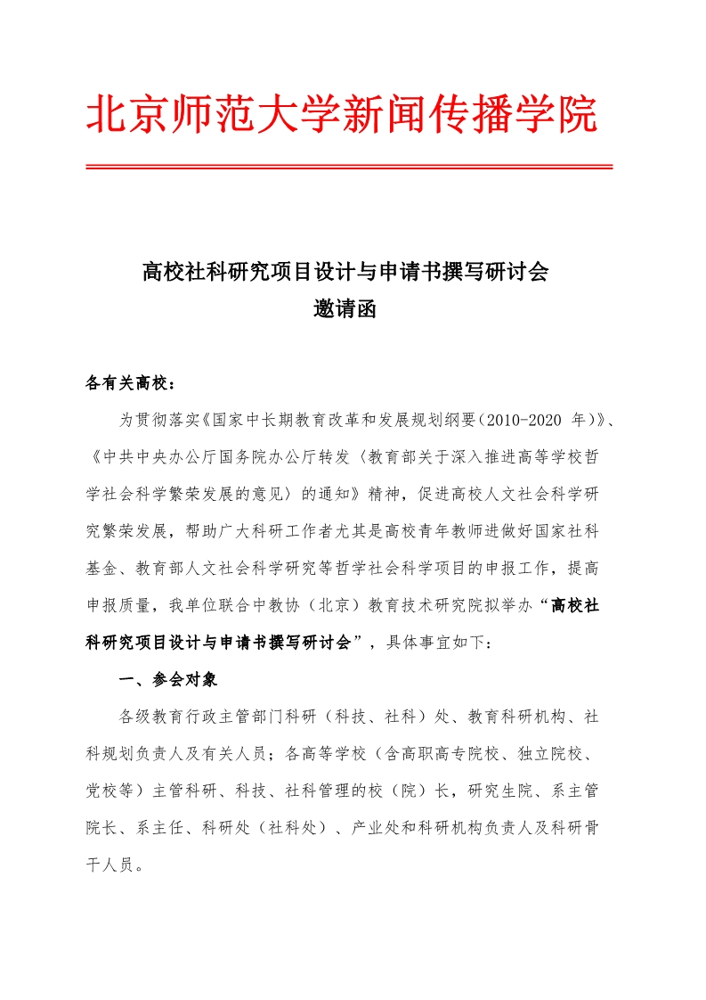 北京师范大学新闻传播学院
高校社科研究项目设计与申请书撰写研讨会
邀请函
各有关高校：
为贯彻落实《国家中长期教育改革和发展规划纲要（2010-2020 年）》、
《中共中央办公厅国务院办公厅转发〈教育部关于深入推进高等学校哲
学社会科学繁荣发展的意见〉的通知》精神，促进高校人文社会科学研
究繁荣发展，帮助广大科研工作者尤其是高校青年教师进做好国家社科
基金、教育部人文社会科学研究等哲学社会科学项目的申报工作，提高
申报质量，我单位联合中教协（北京）教育技术研究院拟举办“高校社
科研究项目设计与申请书撰写研讨会”，具体事宜如下：
一、参会对象
各级教育行政主管部门科研（科技、社科）处、教育科研机构、社
科规划负责人及有关人员；各高等学校（含高职高专院校、独立院校、
党校等）主管科研、科技、社科管理的校（院）长，研究生院、系主管
院长、系主任、科研处（社科处）、产业处和科研机构负责人及科研骨
干人员。